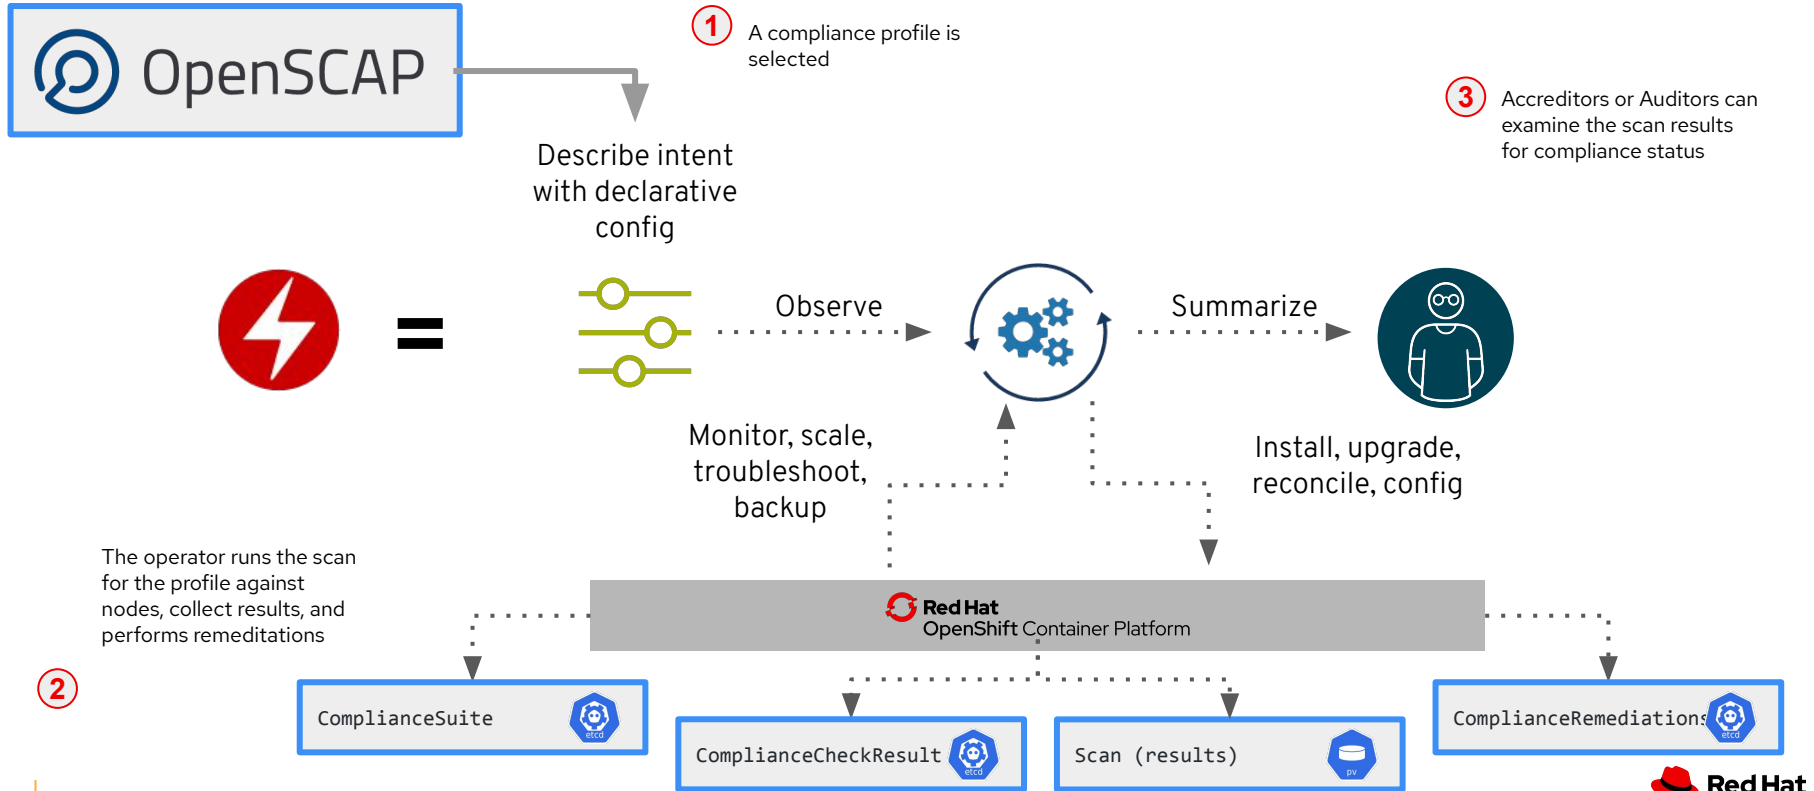 OpenSCAP
1
A compliance profile is
selected
3
Accreditors or Auditors can
examine the scan results
for compliance status
Describe intent
with declarative
config
Observe
Summarize
Monitor, scale,
troubleshoot,
backup
Install, upgrade,
reconcile, config
The operator runs the scan
for the profile against
nodes, collect results, and
performs remeditations
2
Red Hat
OpenShift Container Platform
ComplianceSuite
etcd
ComplianceCheckResult
etcd
Scan (results)
pv
ComplianceRemediations
etcd
Red Hat